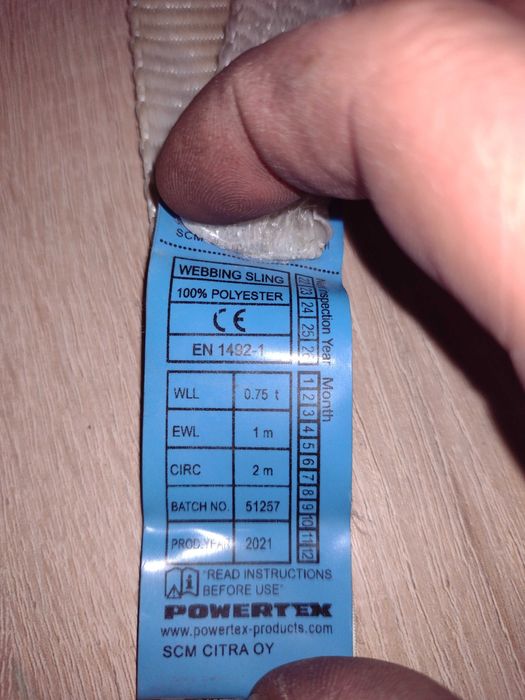 SCM
WEBBING SLING
100% POLYESTER
CE
EN 1492-1
WLL 0.75 t
EWL 1 m
CIRC 2 m
BATCH NO. 51257
PROD.YEAR 2021
Inspection Year
23 24 25
Month
1 2 3 4 5 6 7 8 9 10 11 12
"READ INSTRUCTIONS
BEFORE USE"
POWERTEX
www.powertex-products.com
SCM CITRA OY